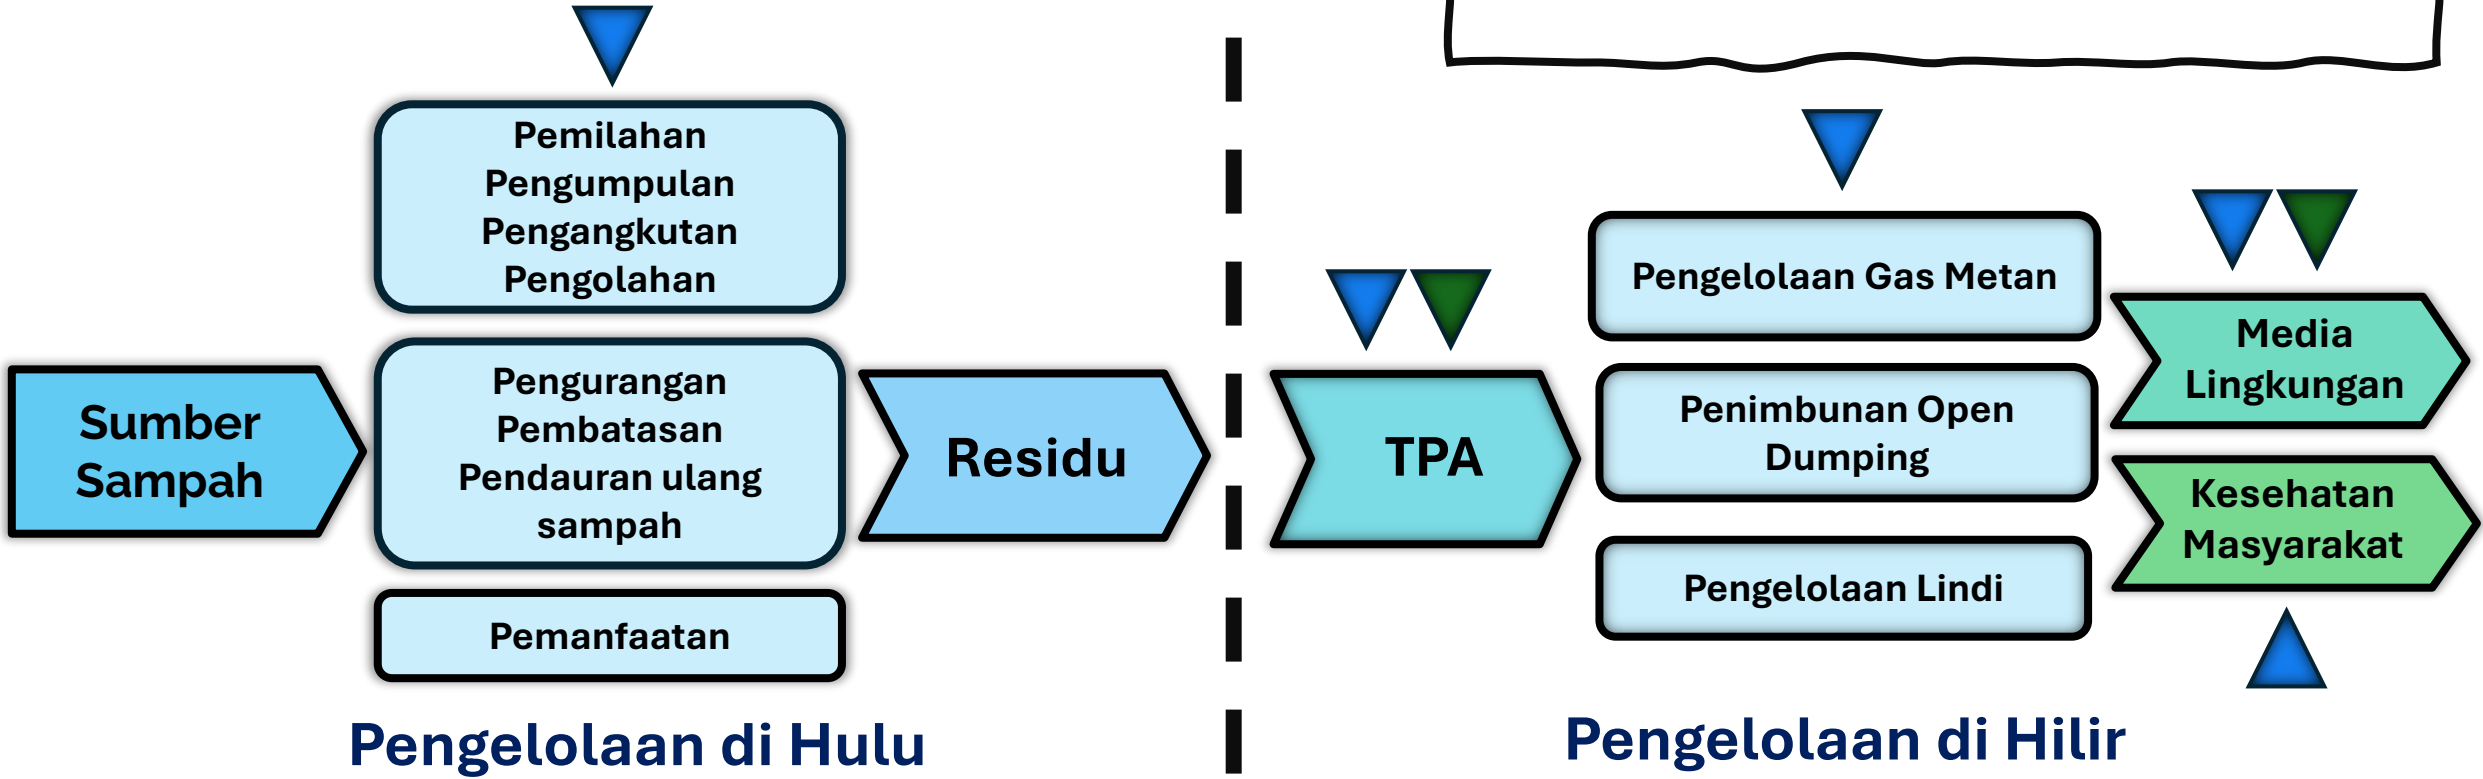 Pemilahan
Pengumpulan
Pengangkutan
Pengolahan
Sumber
Sampah
Pengurangan
Pembatasan
Pendauran ulang
sampah
Pemanfaatan
Residu
Pengelolaan di Hulu
TPA
Pengelolaan Gas Metan
Penimbunan Open
Dumping
Pengelolaan Lindi
Media
Lingkungan
Kesehatan
Masyarakat
Pengelolaan di Hilir